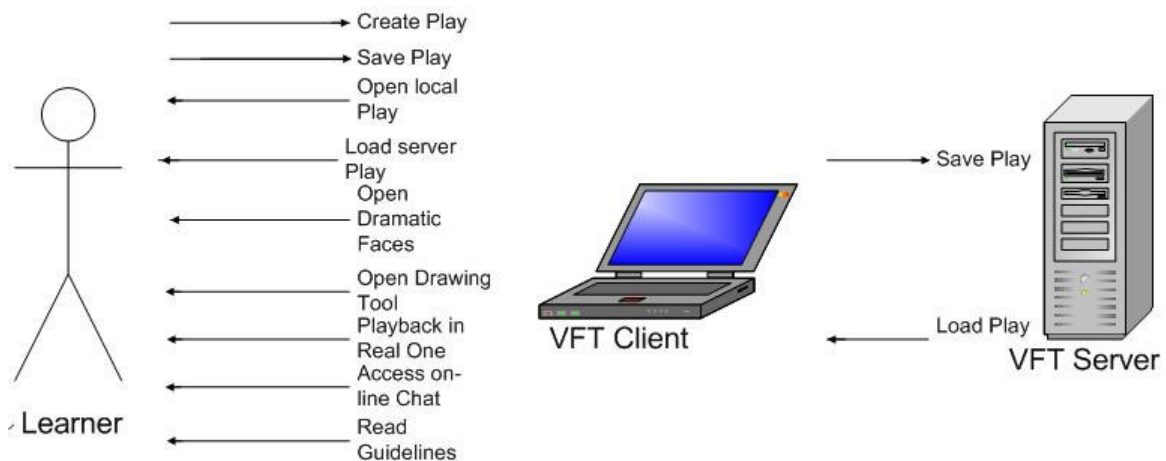 Create Play
Save Play
Open local
Play
Load server
Play
Open
Dramatic
Faces
Open Drawing
Tool
Playback in
Real One
Access on-
line Chat
Read
Guidelines
Learner
VFT Client
Save Play
Load Play
VFT Server